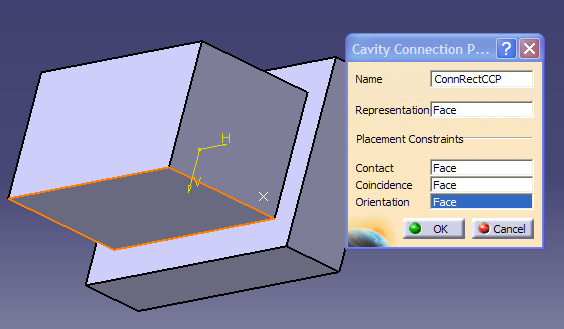 Cavity Connection P...
Name ConnRectCCP
Representation Face
Placement Constraints
Contact Face
Coincidence Face
Orientation Face
OK Cancel
H
V